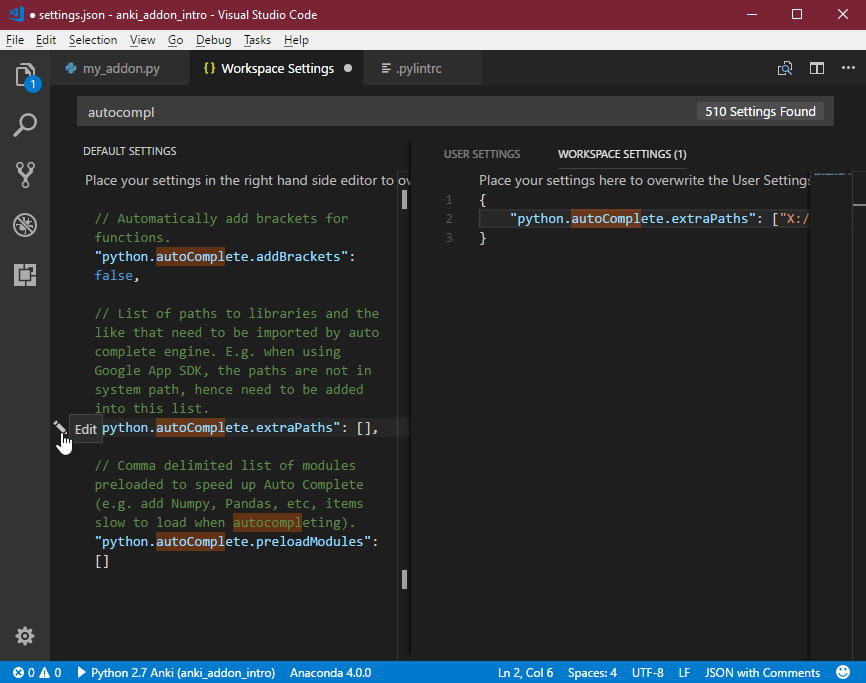 ● settings.json - anki_addon_intro - Visual Studio Code
File Edit Selection View Go Debug Tasks Help
my_addon.py
{} Workspace Settings ●
.pylintrc
1
autocompl
510 Settings Found
DEFAULT SETTINGS
Place your settings in the right hand side editor to ov
// Automatically add brackets for
functions.
"python.autoComplete.addBrackets":
false,
// List of paths to libraries and the
like that need to be imported by auto
complete engine. E.g. when using
Google App SDK, the paths are not in
system path, hence need to be added
into this list.
Edit
python.autoComplete.extraPaths": [],
// Comma delimited list of modules
preloaded to speed up Auto Complete
(e.g. add Numpy, Pandas, etc, items
slow to load when autocompleting).
"python.autoComplete.preloadModules":
[]
USER SETTINGS
WORKSPACE SETTINGS (1)
Place your settings here to overwrite the User Settings
1 {
2 "python.autoComplete.extraPaths": ["X:/
3 }
0 0 Python 2.7 Anki (anki_addon_intro) Anaconda 4.0.0 Ln 2, Col 6 Spaces: 4 UTF-8 LF JSON with Comments